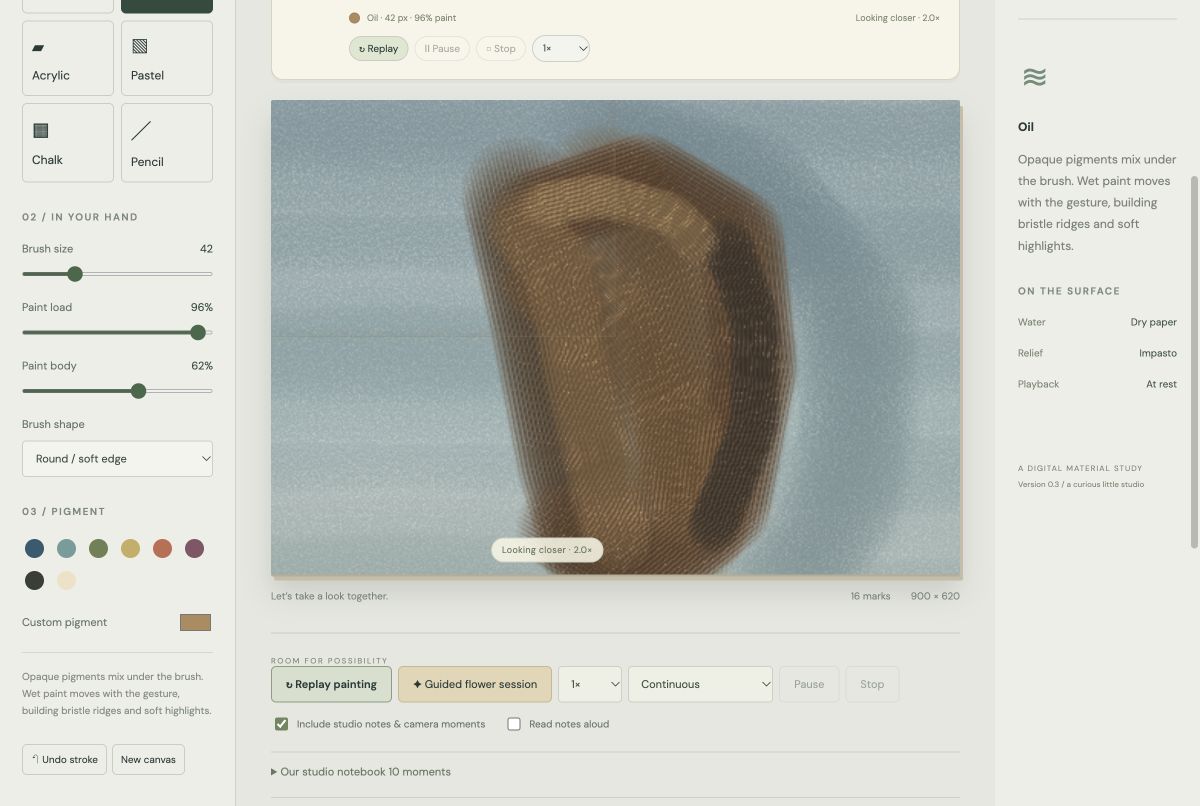 Acrylic
Pastel
Chalk
Pencil
02 / IN YOUR HAND
Brush size 42
Paint load 96%
Paint body 62%
Brush shape
Round / soft edge
03 / PIGMENT
Custom pigment
Opaque pigments mix under the brush.
Wet paint moves with the gesture,
building bristle ridges and soft highlights.
Undo stroke
New canvas
Oil · 42 px · 96% paint
Looking closer · 2.0×
↻ Replay
II Pause
▫ Stop
1×
Looking closer · 2.0×
Let's take a look together.
16 marks
900 × 620
ROOM FOR POSSIBILITY
↻ Replay painting
✦ Guided flower session
1×
Continuous
Pause
Stop
Include studio notes & camera moments
Read notes aloud
▶ Our studio notebook 10 moments
Oil
Opaque pigments mix under
the brush. Wet paint moves
with the gesture, building
bristle ridges and soft
highlights.
ON THE SURFACE
Water Dry paper
Relief Impasto
Playback At rest
A DIGITAL MATERIAL STUDY
Version 0.3 / a curious little studio